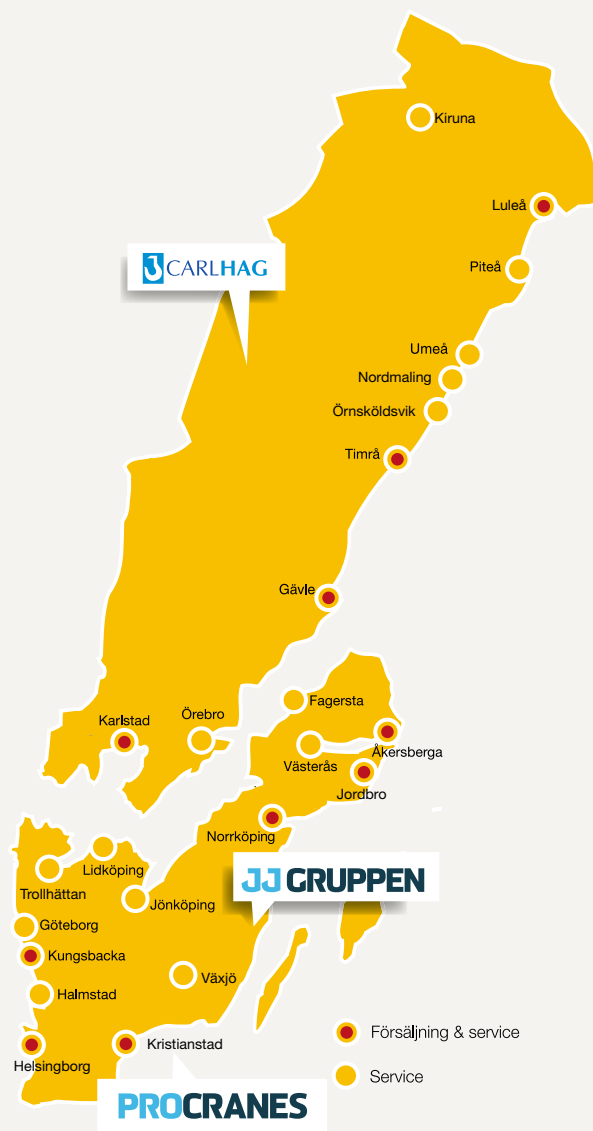 Kiruna
Luleå
CARLHAG
Piteå
Umeå
Nordmaling
Örnsköldsvik
Timrå
Gävle
Fagersta
Örebro
Karlstad
Åkersberga
Västerås
Jordbro
Norrköping
Lidköping
Trollhättan
JJ GRUPPEN
Jönköping
Göteborg
Kungsbacka
Växjö
Halmstad
Försäljning & service
Kristianstad
Helsingborg
Service
PROCRANES